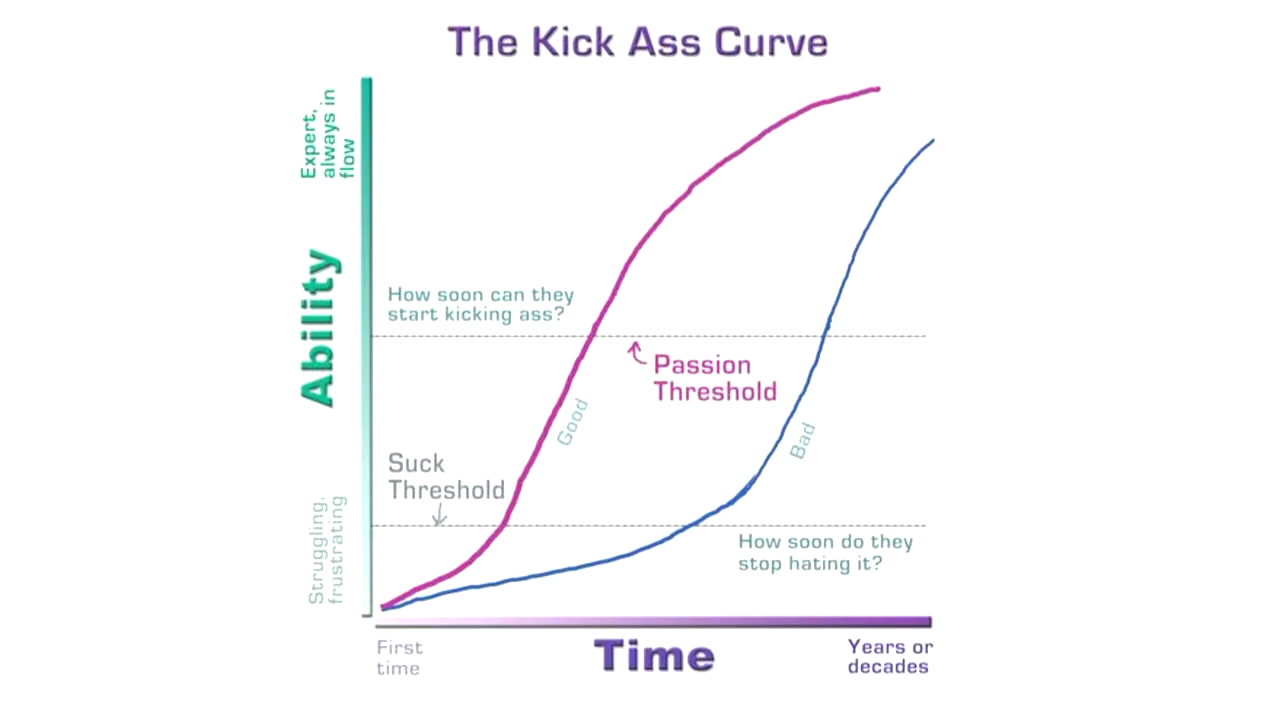 The Kick Ass Curve
Expert,
always in
flow
Ability
Struggling,
frustrating
How soon can they
start kicking ass?
Passion
Threshold
Good
Bad
Suck
Threshold
How soon do they
stop hating it?
First
time
Time
Years or
decades